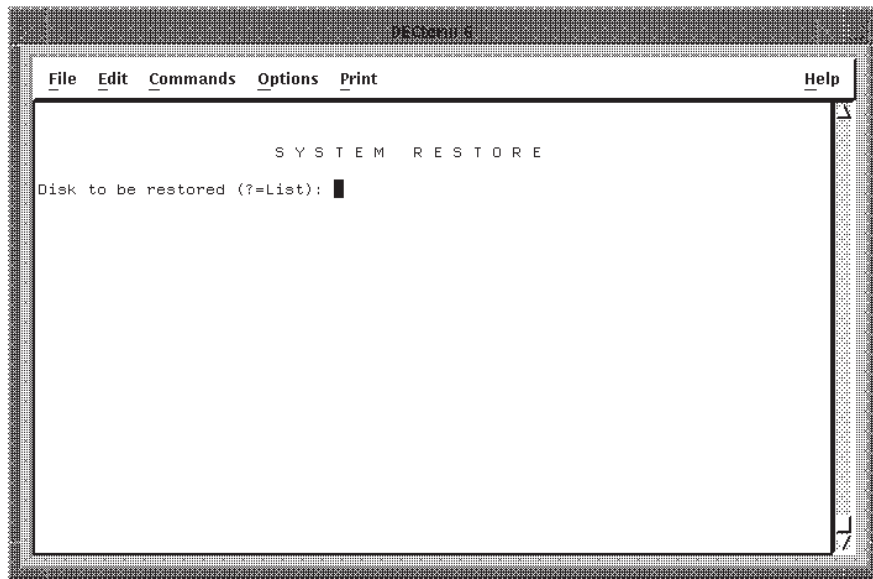 DECterm 6
File Edit Commands Options Print Help
S Y S T E M   R E S T O R E
Disk to be restored (?=List):